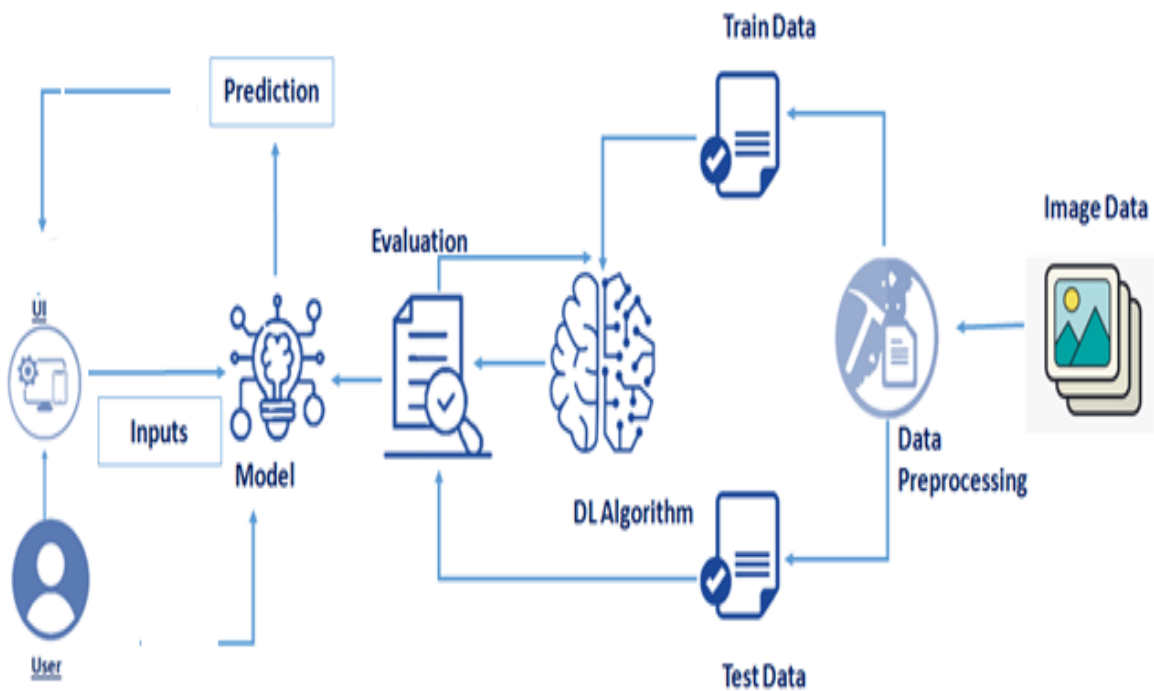 Train Data
Prediction
Image Data
Evaluation
UI
Inputs
Model
Data
Preprocessing
DL Algorithm
User
Test Data